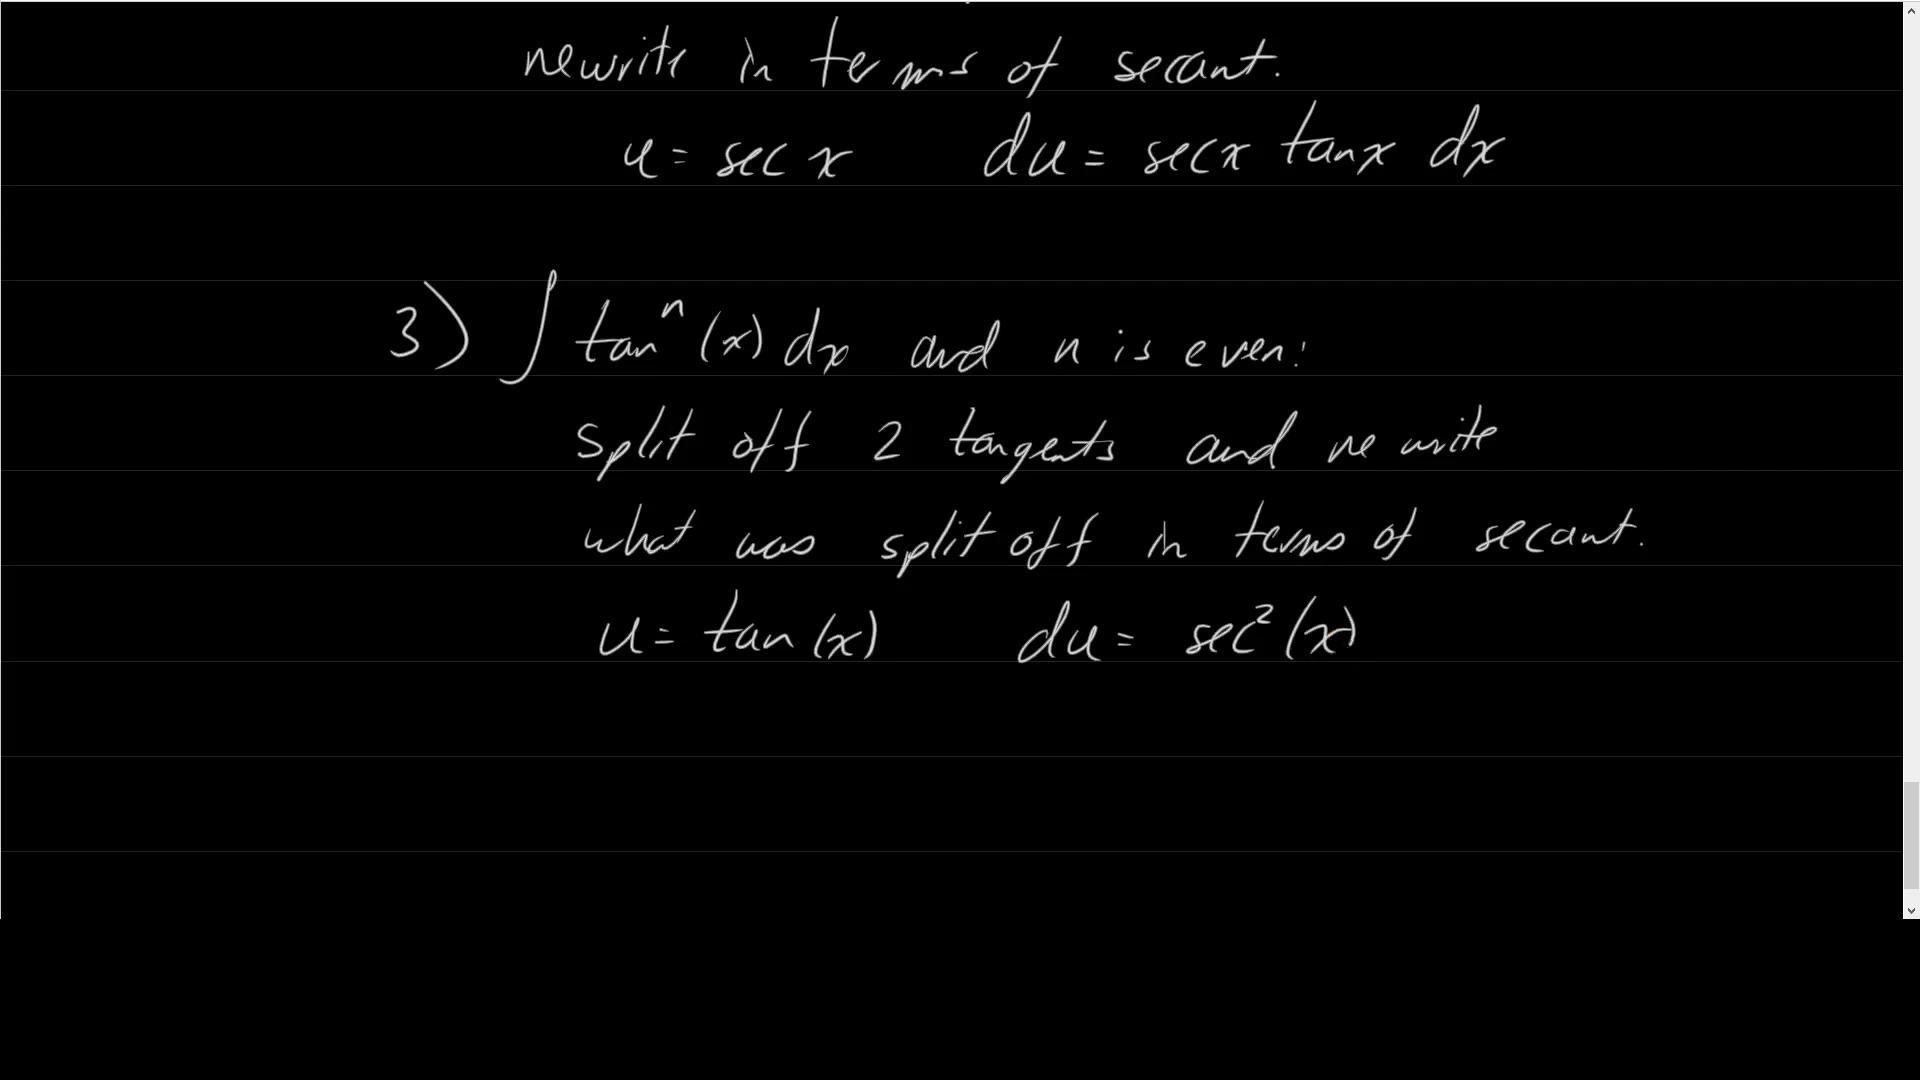 rewrite in terms of secant.
u = sec x   du = sec x tan x dx
3) ∫ tanⁿ (x) dx and n is even:
split off 2 tangents and rewrite
what was split off in terms of secant.
u = tan (x)   du = sec² (x)